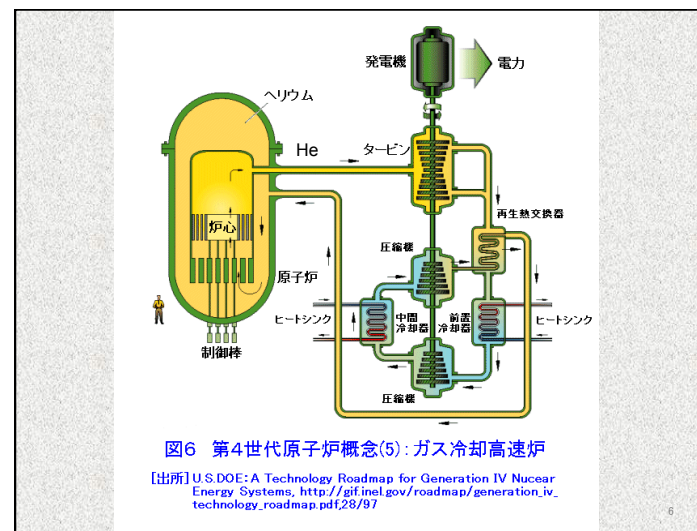 発電機
電力
ヘリウム
He
タービン
再生熱交換器
炉心
圧縮機
原子炉
ヒートシンク
中間
冷却器
前置
冷却器
ヒートシンク
制御棒
圧縮機
図6 第4世代原子炉概念(5):ガス冷却高速炉
[出所] U.S.DOE:A Technology Roadmap for Generation IV Nucear
Energy Systems, http://gif.inel.gov/roadmap/generation_iv_
technology_roadmap.pdf,28/97
6